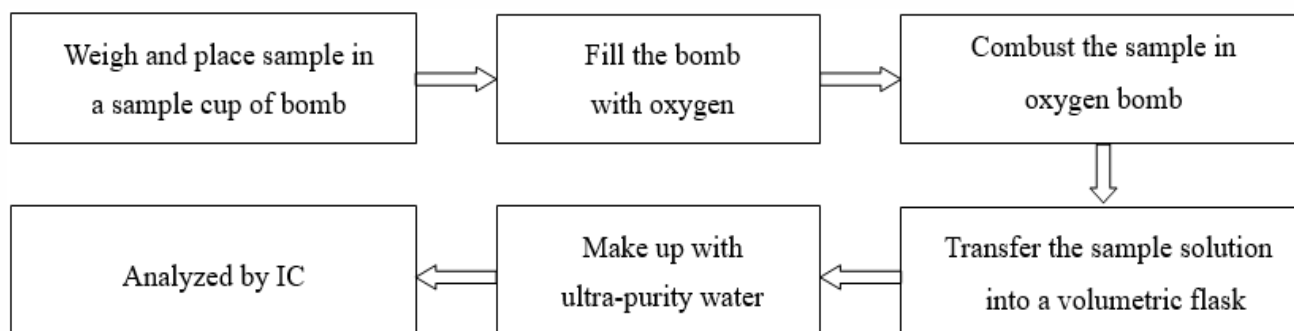 Weigh and place sample in
a sample cup of bomb
Fill the bomb
with oxygen
Combust the sample in
oxygen bomb
Transfer the sample solution
into a volumetric flask
Make up with
ultra-purity water
Analyzed by IC